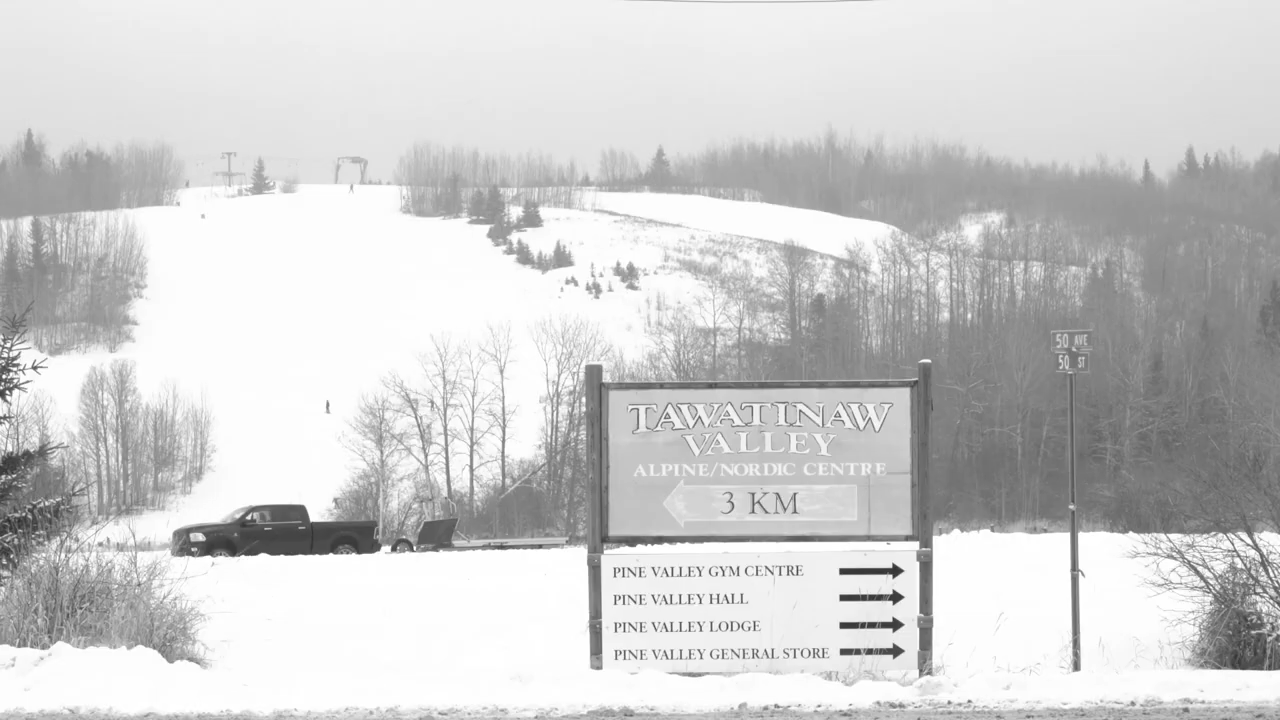 50 AVE
50 ST
TAWATINAW
VALLEY
ALPINE/NORDIC CENTRE
3 KM
PINE VALLEY GYM CENTRE
PINE VALLEY HALL
PINE VALLEY LODGE
PINE VALLEY GENERAL STORE